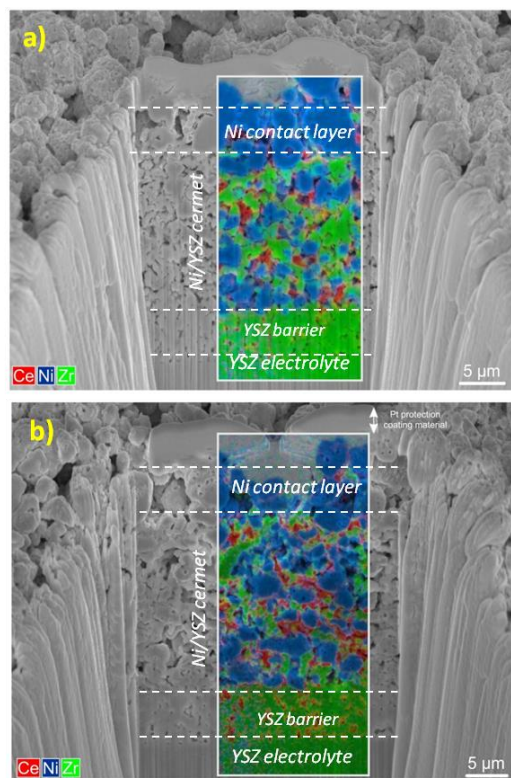 a)
Ni contact layer
Ni/YSZ cermet
YSZ barrier
YSZ electrolyte
Ce Ni Zr
5 µm
b)
Pt protection
coating material
Ni contact layer
Ni/YSZ cermet
YSZ barrier
YSZ electrolyte
Ce Ni Zr
5 µm